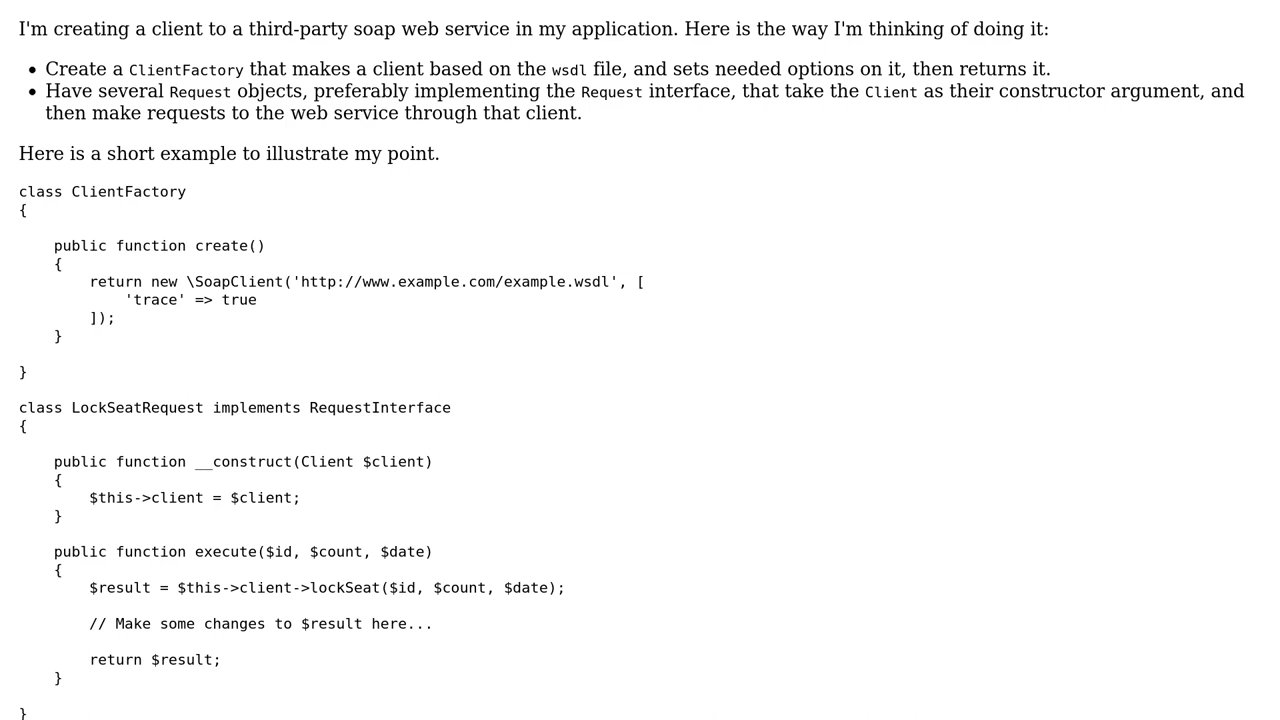 I'm creating a client to a third-party soap web service in my application. Here is the way I'm thinking of doing it:
• Create a ClientFactory that makes a client based on the wsdl file, and sets needed options on it, then returns it.
• Have several Request objects, preferably implementing the Request interface, that take the Client as their constructor argument, and
then make requests to the web service through that client.
Here is a short example to illustrate my point.
class ClientFactory
{
    public function create()
    {
        return new \SoapClient('http://www.example.com/example.wsdl', [
            'trace' => true
        ]);
    }
}
class LockSeatRequest implements RequestInterface
{
    public function __construct(Client $client)
    {
        $this->client = $client;
    }
    public function execute($id, $count, $date)
    {
        $result = $this->client->lockSeat($id, $count, $date);
        // Make some changes to $result here...
        return $result;
    }
}